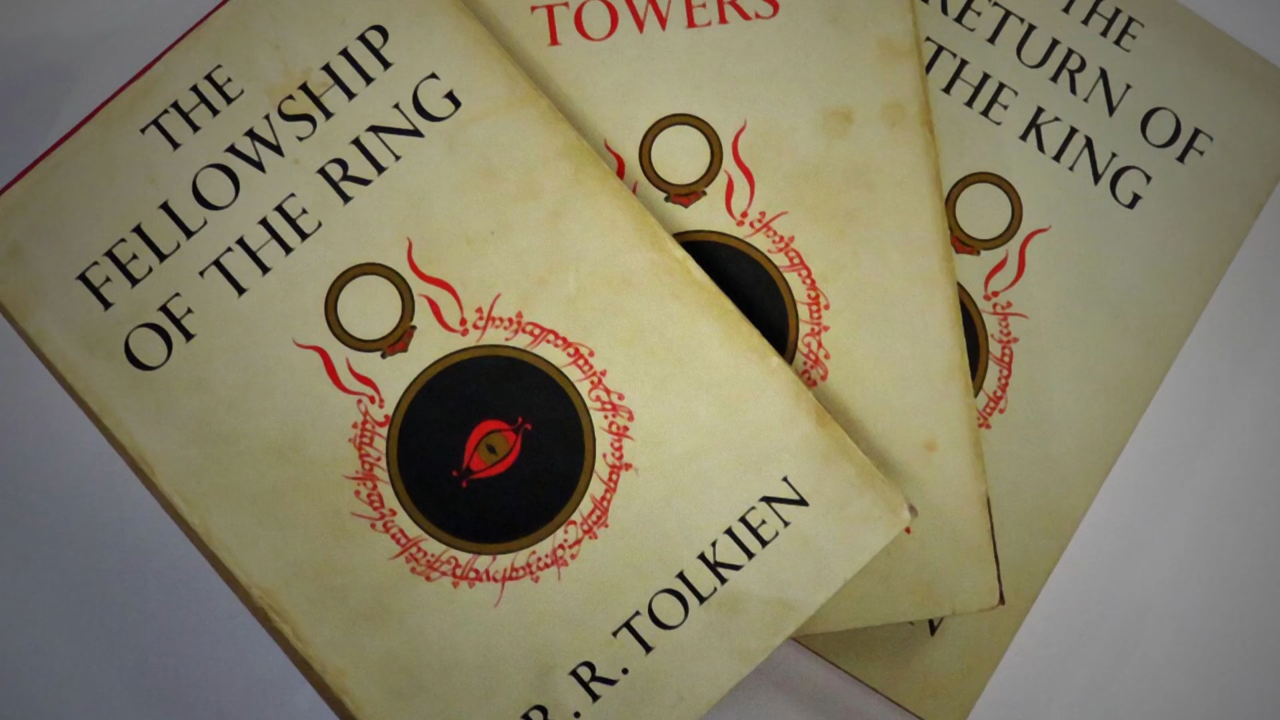 THE
FELLOWSHIP
OF THE RING
R. R. TOLKIEN
TOWERS
THE
RETURN OF
THE KING